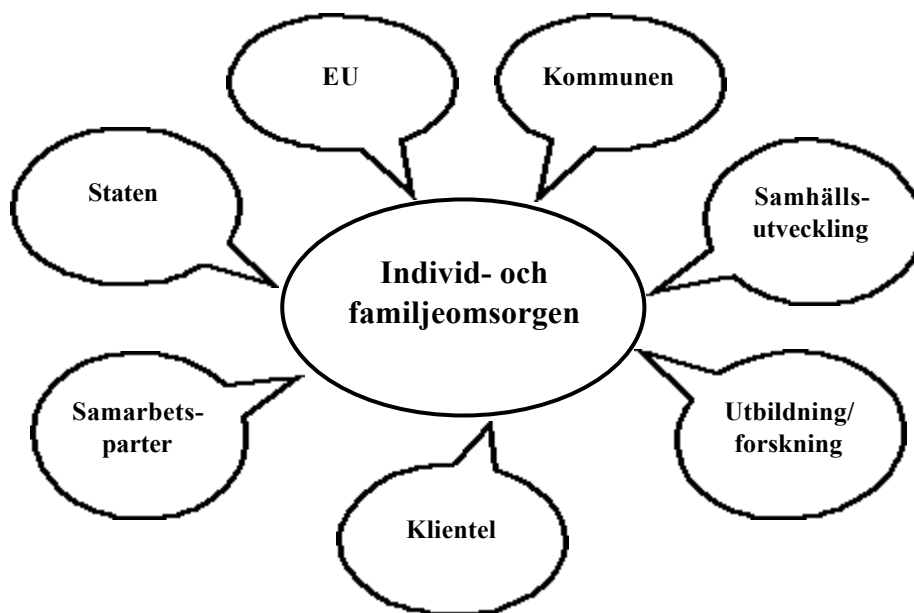 EU
Kommunen
Staten
Samhälls-
utveckling
Individ- och
familjeomsorgen
Samarbets-
parter
Utbildning/
forskning
Klientel